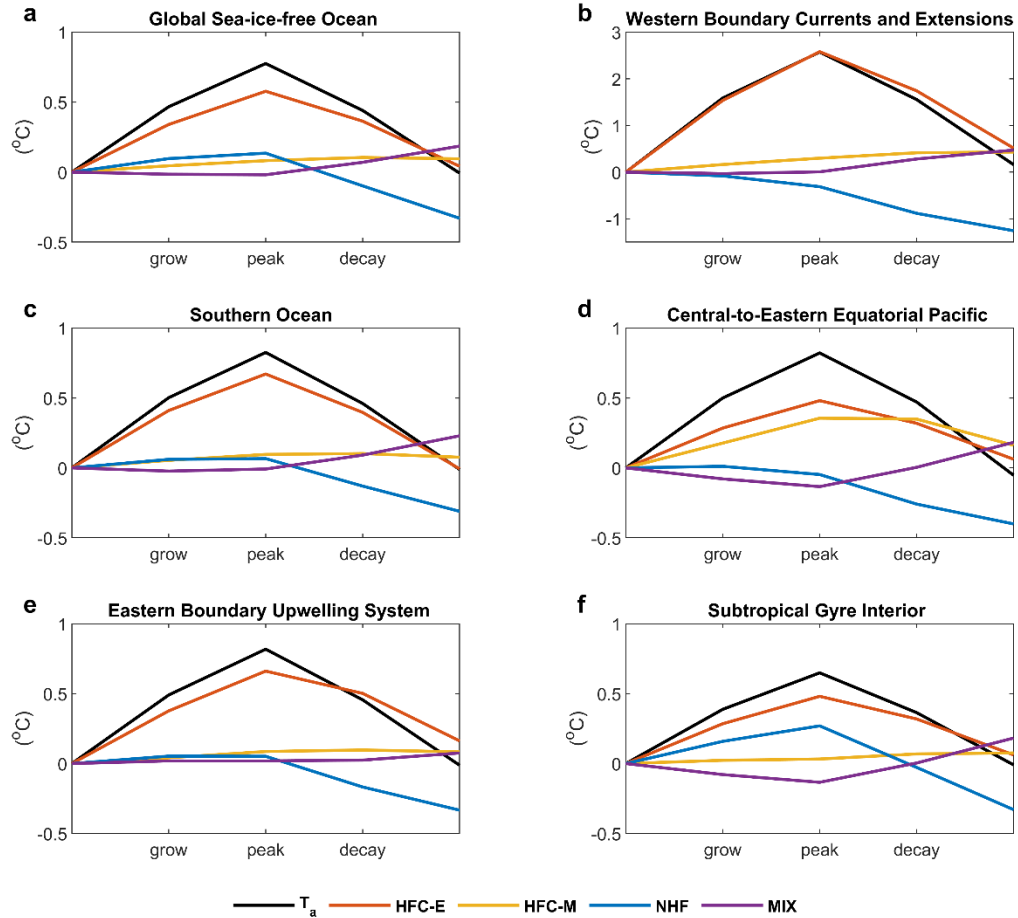 a Global Sea-ice-free Ocean
1
0.5
0
-0.5
(°C)
grow peak decay
b Western Boundary Currents and Extensions
3
2
1
0
-1
(°C)
grow peak decay
c Southern Ocean
1
0.5
0
-0.5
(°C)
grow peak decay
d Central-to-Eastern Equatorial Pacific
1
0.5
0
-0.5
(°C)
grow peak decay
e Eastern Boundary Upwelling System
1
0.5
0
-0.5
(°C)
grow peak decay
f Subtropical Gyre Interior
1
0.5
0
-0.5
(°C)
grow peak decay
T_a HFC-E HFC-M NHF MIX